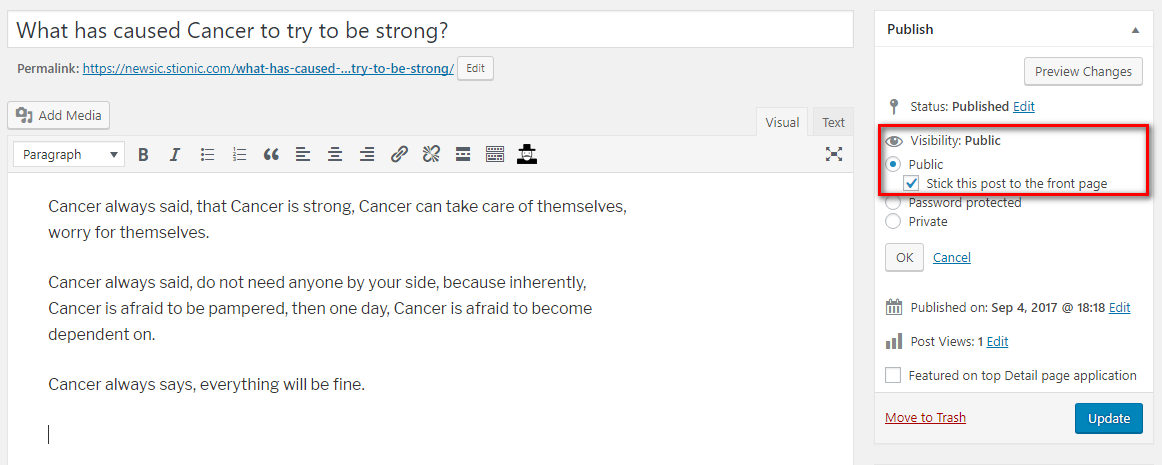 What has caused Cancer to try to be strong?
Permalink: https://newsic.stionic.com/what-has-caused-…try-to-be-strong/ Edit
Add Media
Visual Text
Paragraph
B I
Cancer always said, that Cancer is strong, Cancer can take care of themselves,
worry for themselves.
Cancer always said, do not need anyone by your side, because inherently,
Cancer is afraid to be pampered, then one day, Cancer is afraid to become
dependent on.
Cancer always says, everything will be fine.
Publish
Preview Changes
Status: Published Edit
Visibility: Public
Public
Stick this post to the front page
Password protected
Private
OK Cancel
Published on: Sep 4, 2017 @ 18:18 Edit
Post Views: 1 Edit
Featured on top Detail page application
Move to Trash
Update